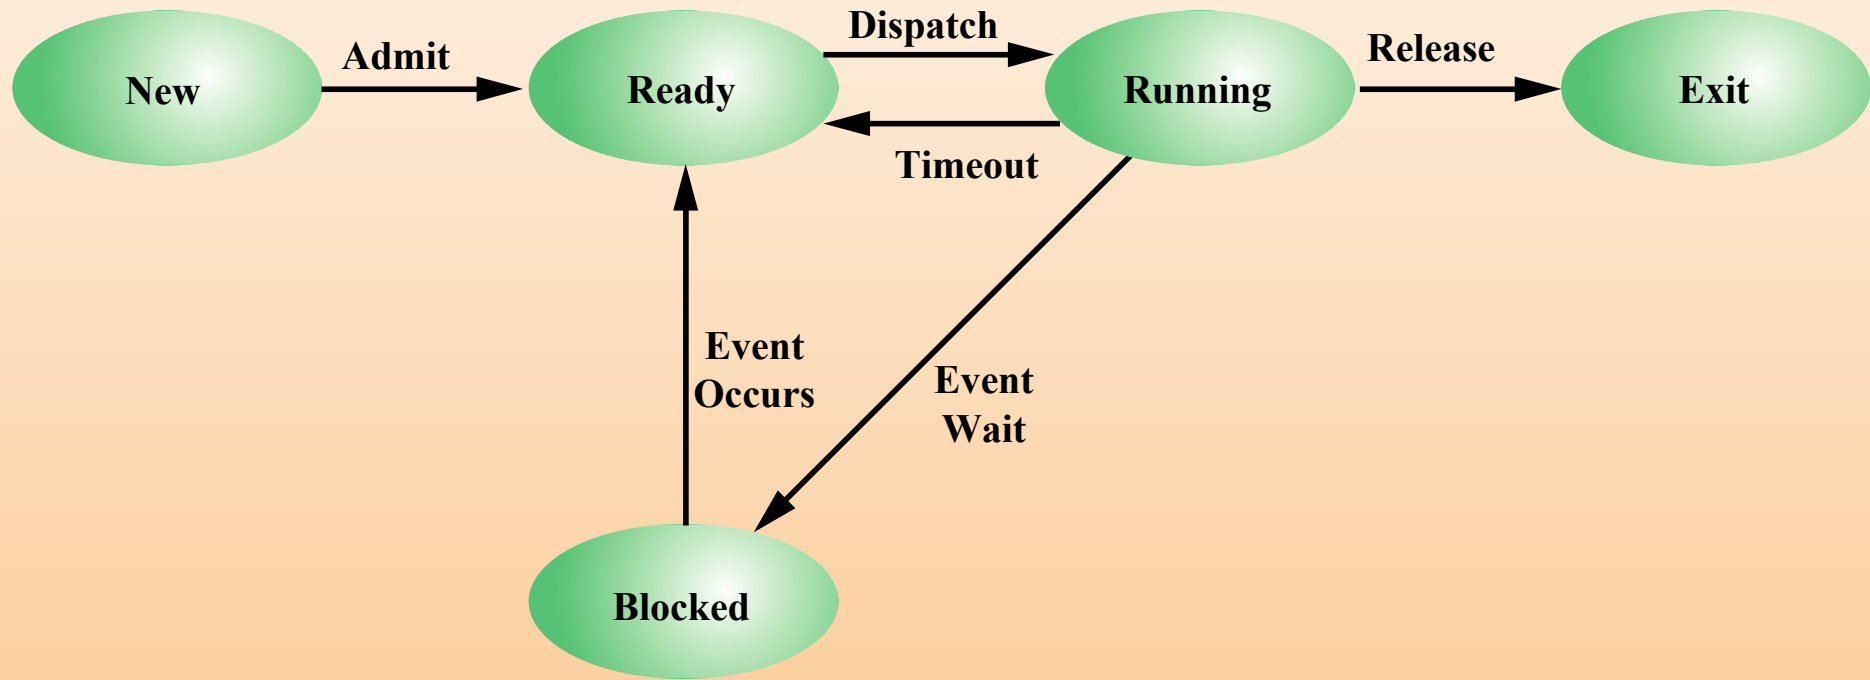 New
Admit
Ready
Dispatch
Timeout
Running
Release
Exit
Event
Occurs
Event
Wait
Blocked